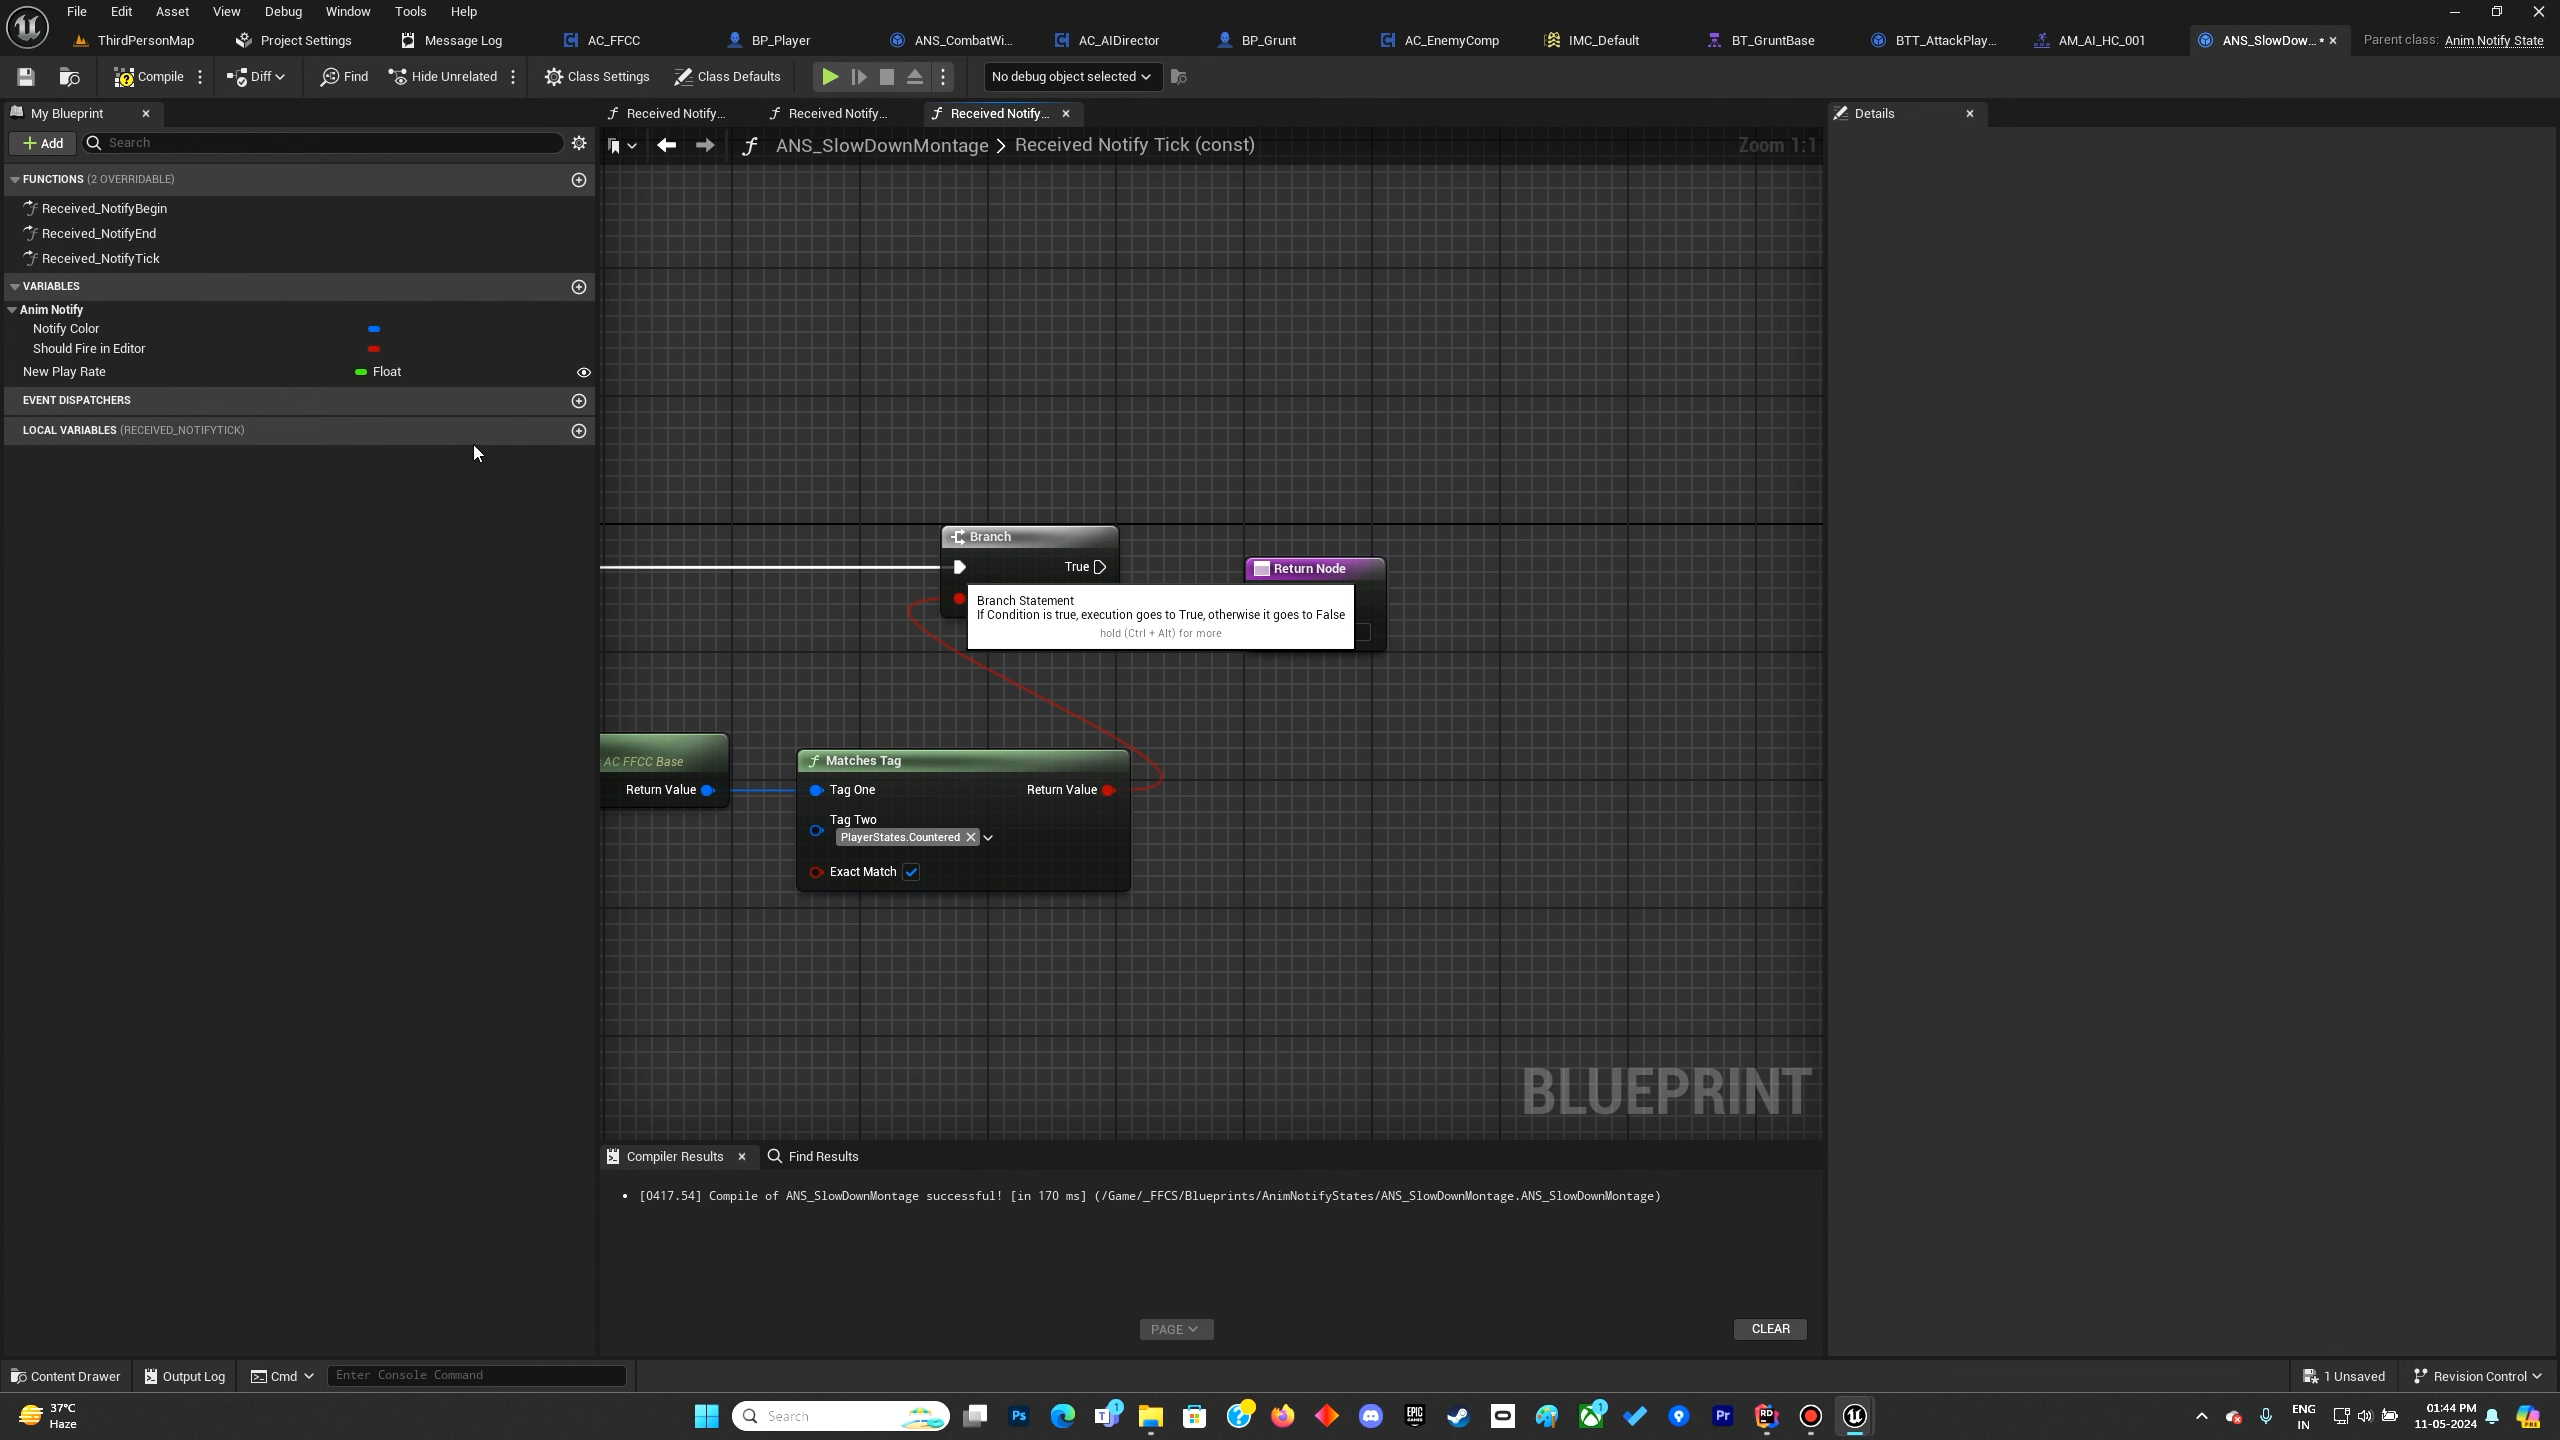 File Edit Asset View Debug Window Tools Help
ThirdPersonMap Project Settings Message Log AC_FFCC BP_Player ANS_CombatWi... AC_AIDirector BP_Grunt AC_EnemyComp IMC_Default BT_GruntBase BTT_AttackPlay... AM_AI_HC_001 ANS_SlowDow... • Parent class: Anim Notify State
Compile Diff Find Hide Unrelated Class Settings Class Defaults No debug object selected
My Blueprint Received Notify... Received Notify... Received Notify... Details
Add Search ANS_SlowDownMontage > Received Notify Tick (const) Zoom 1:1
FUNCTIONS (2 OVERRIDABLE)
Received_NotifyBegin
Received_NotifyEnd
Received_NotifyTick
VARIABLES
Anim Notify
Notify Color
Should Fire in Editor
New Play Rate Float
EVENT DISPATCHERS
LOCAL VARIABLES (RECEIVED_NOTIFYTICK)
Branch
True
Return Node
Branch Statement
If Condition is true, execution goes to True, otherwise it goes to False
hold (Ctrl + Alt) for more
AC FFCC Base
Return Value
Matches Tag
Tag One Return Value
Tag Two
PlayerStates.Countered
Exact Match
BLUEPRINT
Compiler Results Find Results
[0417.54] Compile of ANS_SlowDownMontage successful! [in 170 ms] (/Game/_FFCS/Blueprints/AnimNotifyStates/ANS_SlowDownMontage.ANS_SlowDownMontage)
PAGE CLEAR
Content Drawer Output Log Cmd Enter Console Command 1 Unsaved Revision Control
37°C
Haze
Search
ENG
IN
01:44 PM
11-05-2024